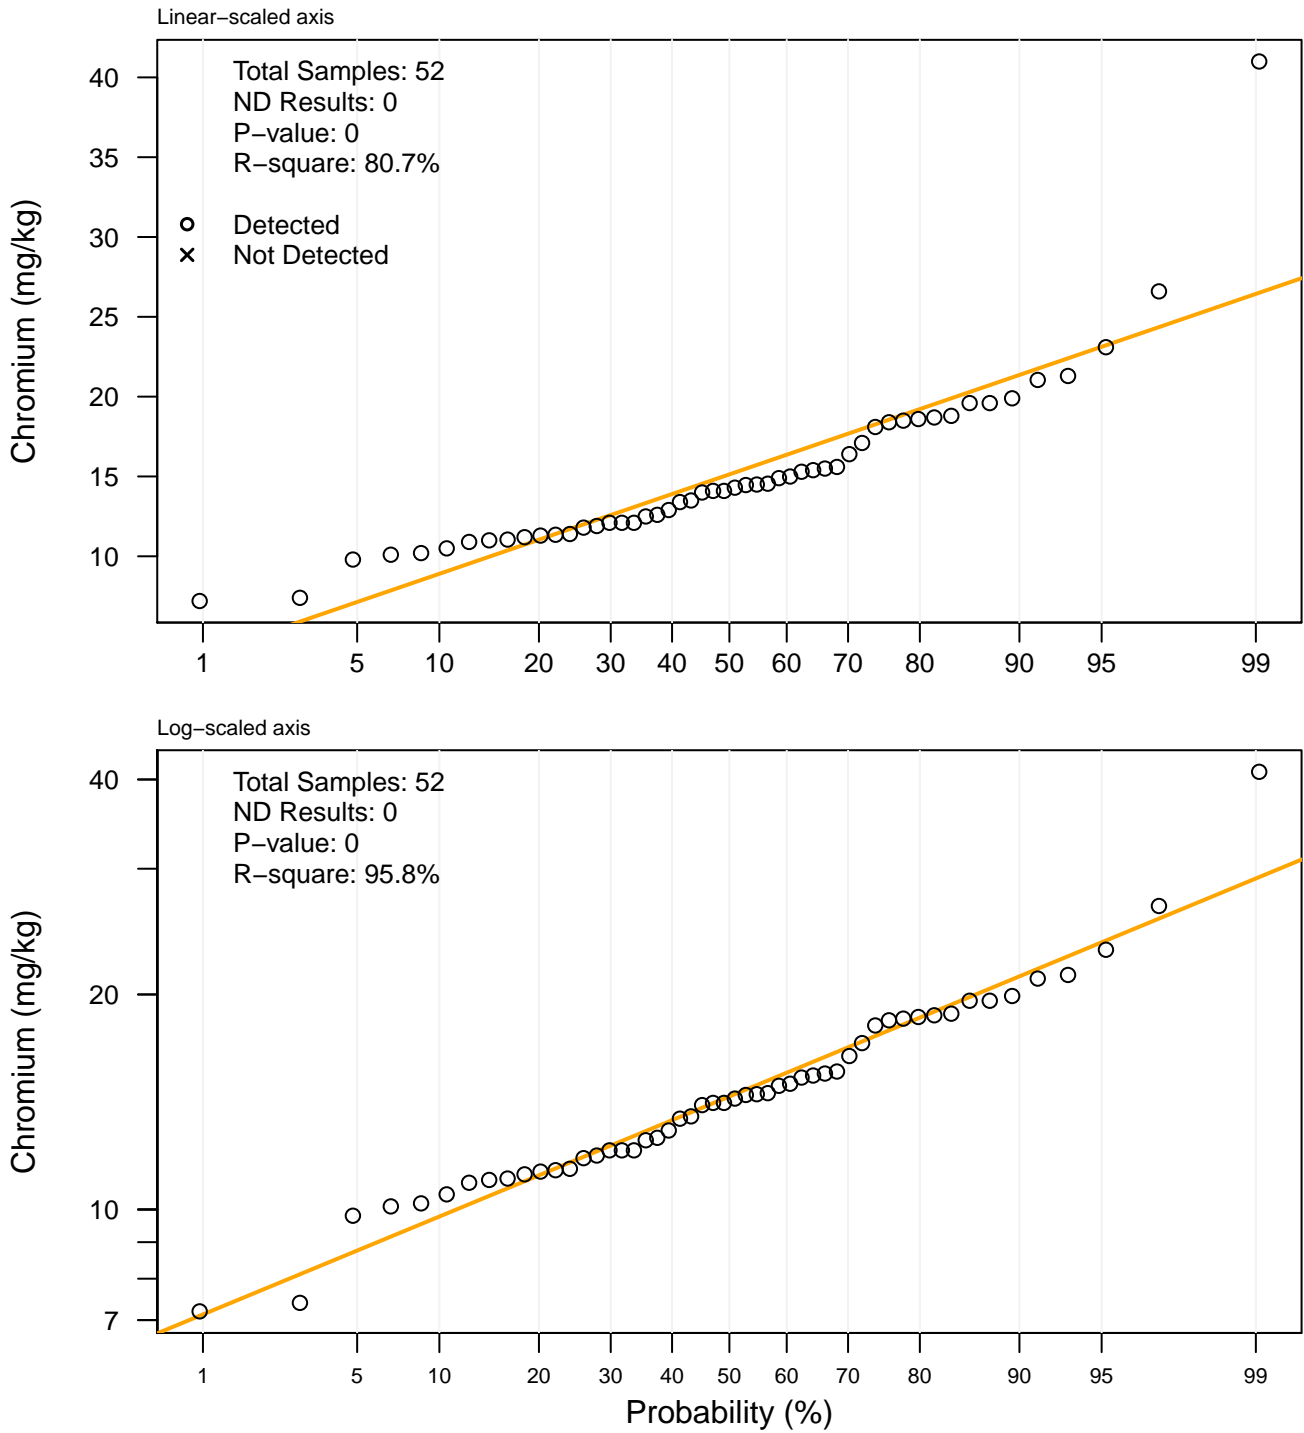 Linear−scaled axis
Total Samples: 52
ND Results: 0
P−value: 0
R−square: 80.7%
Detected
Not Detected
40
35
30
25
20
15
10
Chromium (mg/kg)
1 5 10 20 30 40 50 60 70 80 90 95 99
Log−scaled axis
Total Samples: 52
ND Results: 0
P−value: 0
R−square: 95.8%
40
20
10
7
Chromium (mg/kg)
1 5 10 20 30 40 50 60 70 80 90 95 99
Probability (%)